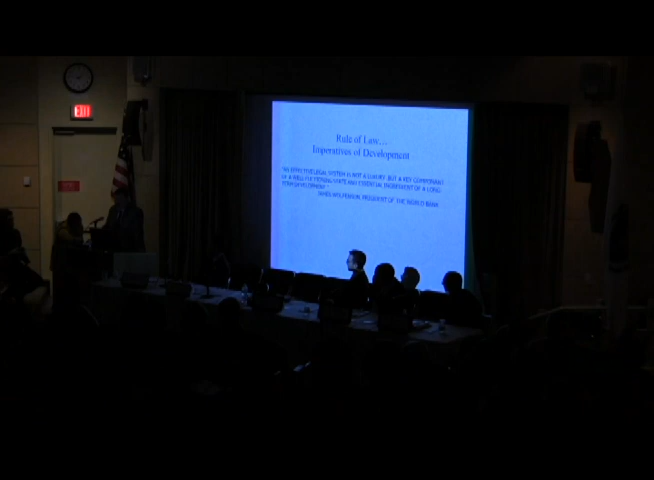 EXIT
Rule of Law...
Imperatives of Development
"AN EFFECTIVE LEGAL SYSTEM IS NOT A LUXURY, BUT A KEY COMPONENT
OF A WELL-FUNCTIONING STATE AND ESSENTIAL INGREDIENT OF A LONG
TERM DEVELOPMENT."
JAMES WOLFENSOHN, PRESIDENT OF THE WORLD BANK